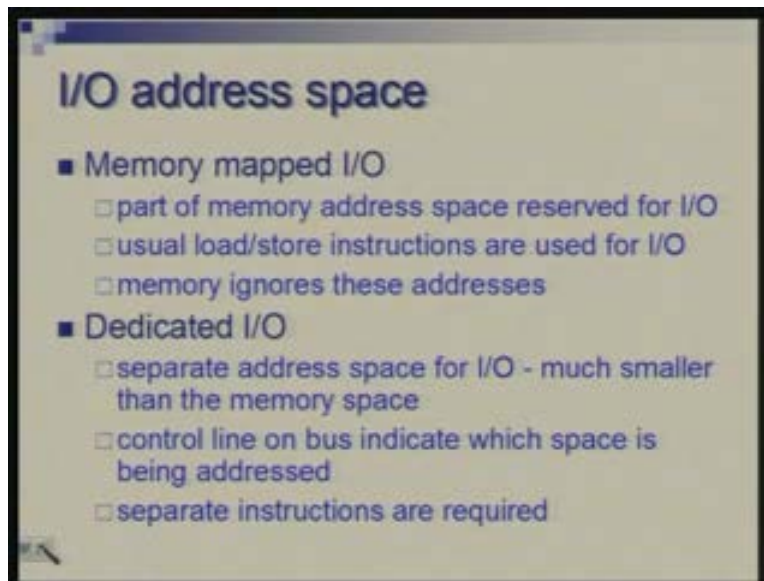 I/O address space
Memory mapped I/O
part of memory address space reserved for I/O
usual load/store instructions are used for I/O
memory ignores these addresses
Dedicated I/O
separate address space for I/O - much smaller
than the memory space
control line on bus indicate which space is
being addressed
separate instructions are required